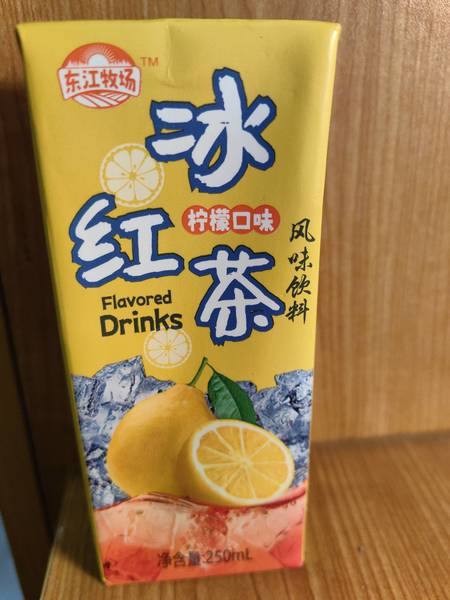 东江牧场 TM
冰红茶
柠檬口味
风味饮料
Flavored
Drinks
净含量:250mL